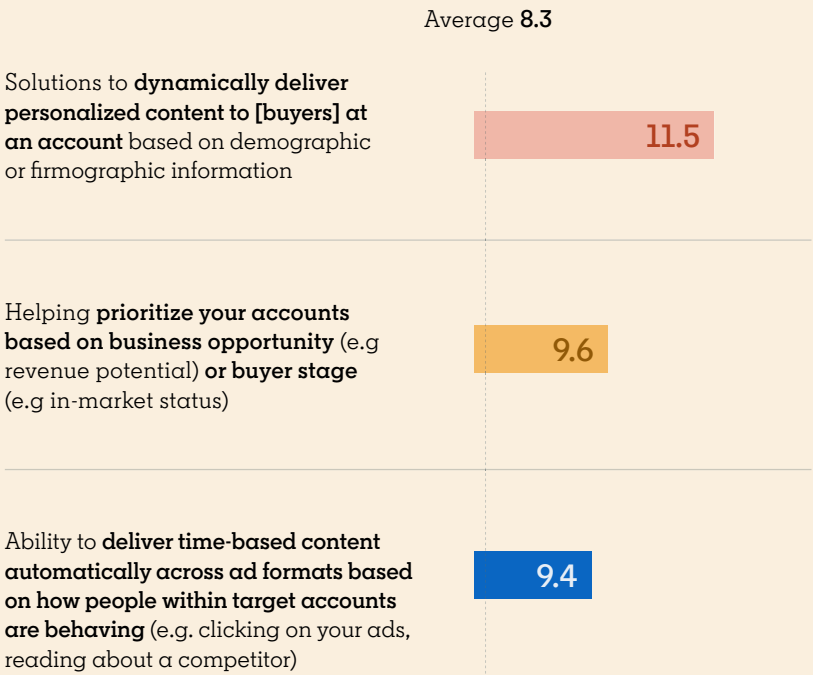 Average 8.3
Solutions to dynamically deliver
personalized content to [buyers] at
an account based on demographic
or firmographic information
11.5
Helping prioritize your accounts
based on business opportunity (e.g
revenue potential) or buyer stage
(e.g in-market status)
9.6
Ability to deliver time-based content
automatically across ad formats based
on how people within target accounts
are behaving (e.g. clicking on your ads,
reading about a competitor)
9.4